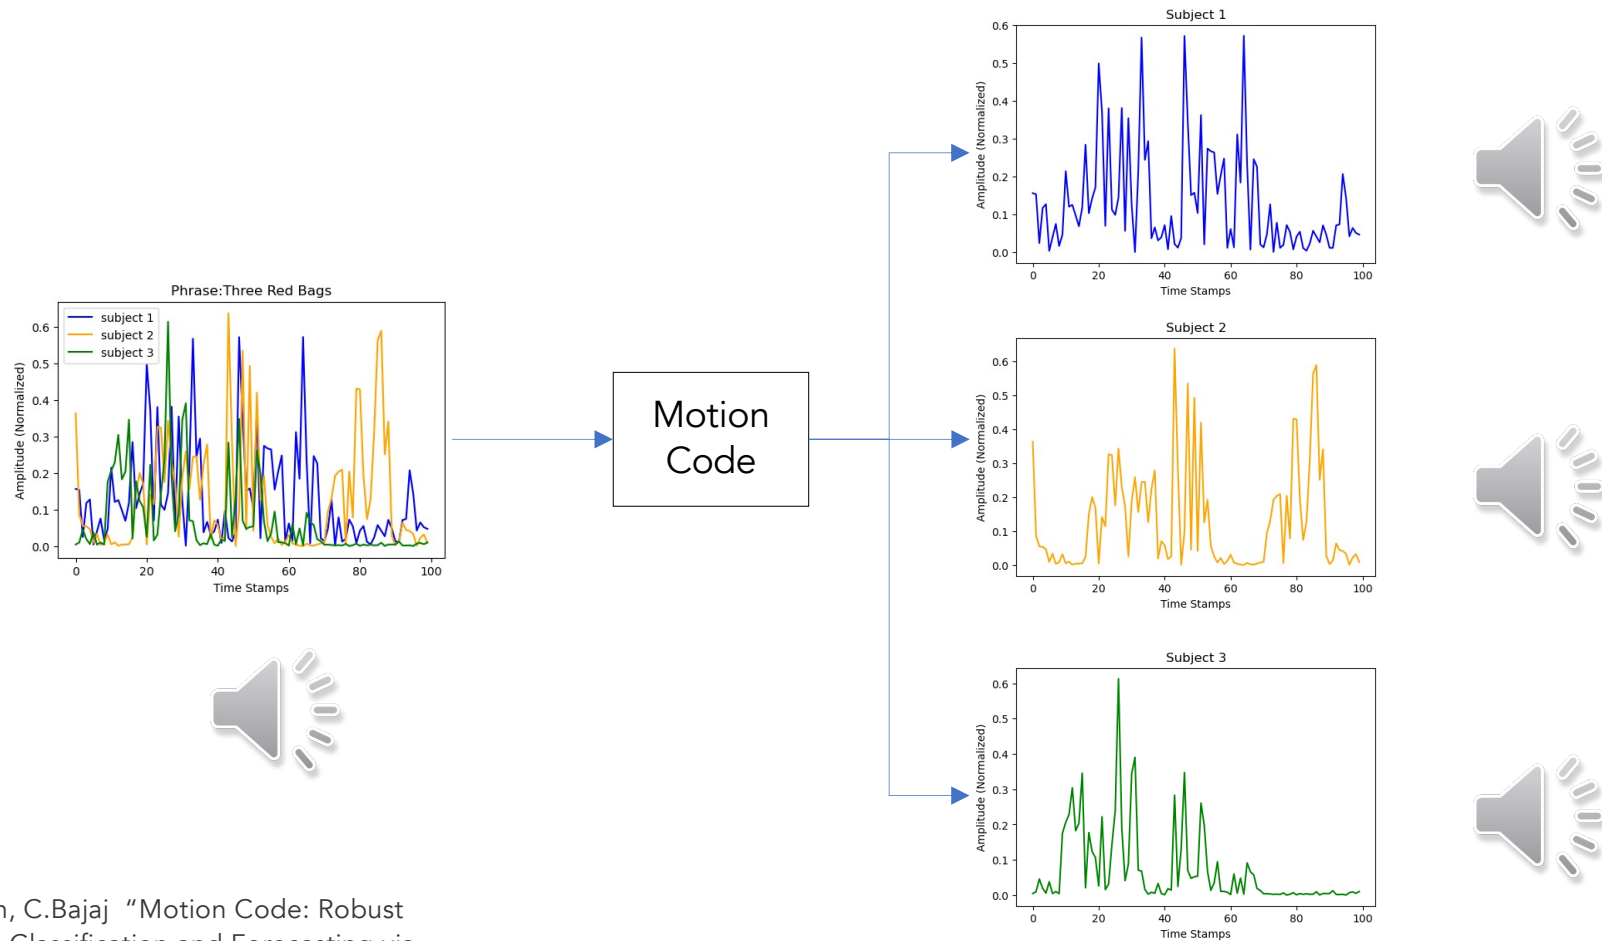 Phrase:Three Red Bags
subject 1
subject 2
subject 3
Amplitude (Normalized)
0.6
0.5
0.4
0.3
0.2
0.1
0.0
0 20 40 60 80 100
Time Stamps
Motion
Code
Subject 1
Amplitude (Normalized)
0.6
0.5
0.4
0.3
0.2
0.1
0.0
0 20 40 60 80 100
Time Stamps
Subject 2
Amplitude (Normalized)
0.6
0.5
0.4
0.3
0.2
0.1
0.0
0 20 40 60 80 100
Time Stamps
Subject 3
Amplitude (Normalized)
0.6
0.5
0.4
0.3
0.2
0.1
0.0
0 20 40 60 80 100
Time Stamps
, C.Bajaj “Motion Code: Robust
Classification and Forecasting via